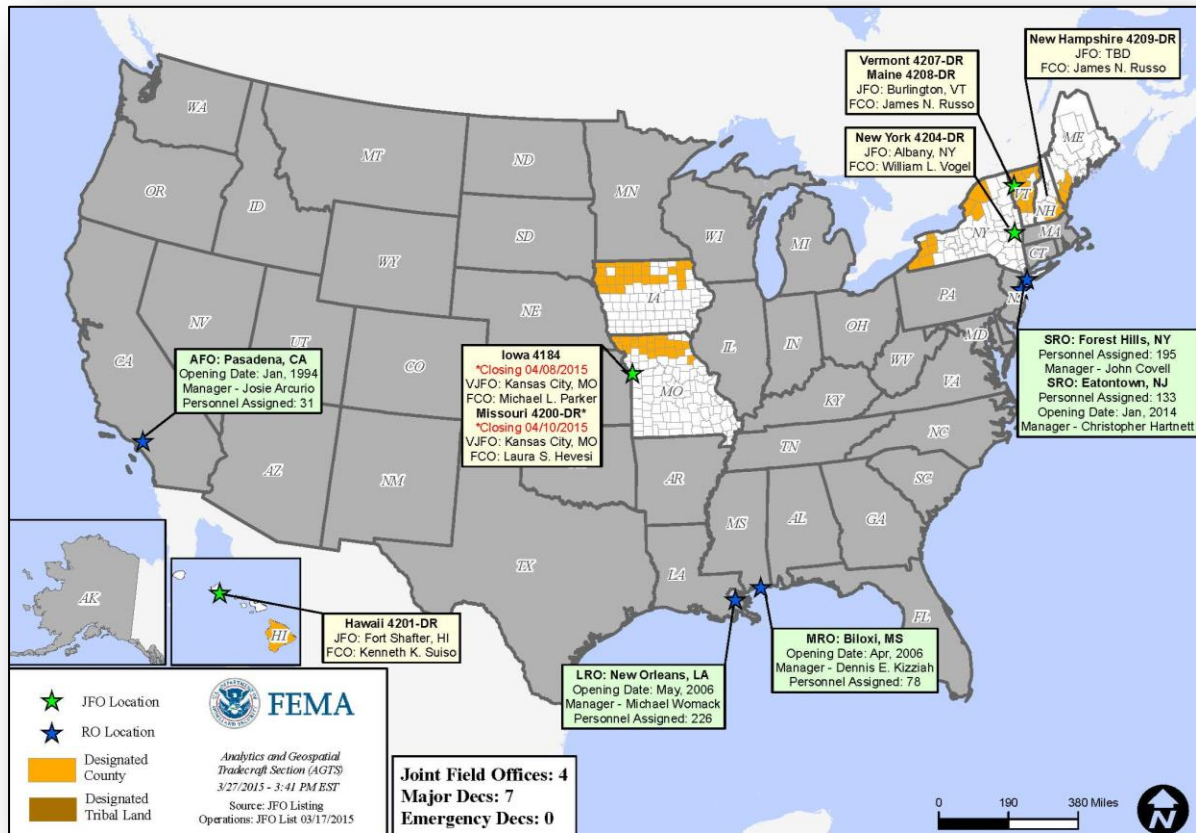 New Hampshire 4209-DR
JFO: TBD
FCO: James N. Russo
Vermont 4207-DR
Maine 4208-DR
JFO: Burlington, VT
FCO: James N. Russo
New York 4204-DR
JFO: Albany, NY
FCO: William L. Vogel
WA
MT
ND
MN
ME
VT
NH
OR
ID
SD
WI
MI
NY
MA
CT
WY
IA
PA
NJ
NE
OH
MD
NV
UT
CO
IL
IN
WV
VA
CA
MO
KY
AFO: Pasadena, CA
Opening Date: Jan, 1994
Manager - Josie Arcurio
Personnel Assigned: 31
Iowa 4184
*Closing 04/08/2015
VJFO: Kansas City, MO
FCO: Michael L. Parker
Missouri 4200-DR*
*Closing 04/10/2015
VJFO: Kansas City, MO
FCO: Laura S. Hevesi
SRO: Forest Hills, NY
Personnel Assigned: 195
Manager - John Covell
SRO: Eatontown, NJ
Personnel Assigned: 133
Opening Date: Jan, 2014
Manager - Christopher Hartnett
TN
NC
AZ
NM
AR
SC
MS
AL
GA
TX
LA
FL
AK
HI
Hawaii 4201-DR
JFO: Fort Shafter, HI
FCO: Kenneth K. Suiso
LRO: New Orleans, LA
Opening Date: May, 2006
Manager - Michael Womack
Personnel Assigned: 226
MRO: Biloxi, MS
Opening Date: Apr, 2006
Manager - Dennis E. Kizziah
Personnel Assigned: 78
JFO Location
RO Location
Designated
County
Designated
Tribal Land
FEMA
Analytics and Geospatial
Tradecraft Section (AGTS)
3/27/2015 - 3:41 PM EST
Source: JFO Listing
Operations: JFO List 03/17/2015
Joint Field Offices: 4
Major Decs: 7
Emergency Decs: 0
0 190 380 Miles
N